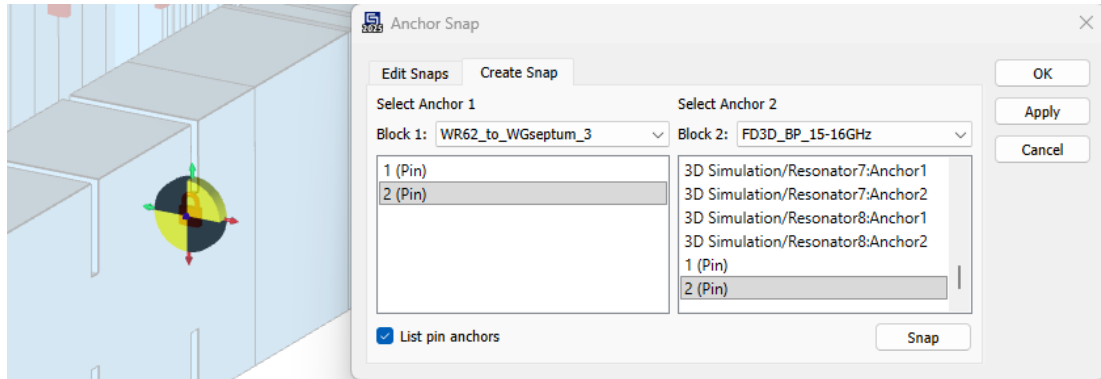 2025 Anchor Snap
Edit Snaps Create Snap
OK
Select Anchor 1 Select Anchor 2
Apply
Block 1: WR62_to_WGseptum_3 Block 2: FD3D_BP_15-16GHz
Cancel
1 (Pin)
2 (Pin)
3D Simulation/Resonator7:Anchor1
3D Simulation/Resonator7:Anchor2
3D Simulation/Resonator8:Anchor1
3D Simulation/Resonator8:Anchor2
1 (Pin)
2 (Pin)
List pin anchors
Snap